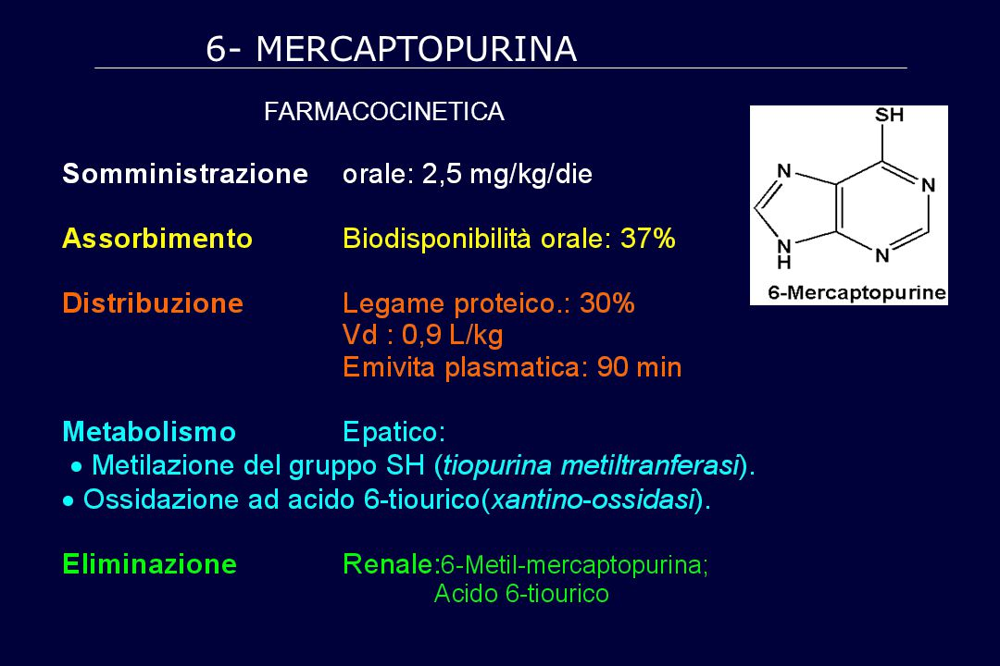 6- MERCAPTOPURINA
FARMACOCINETICA
Somministrazione orale: 2,5 mg/kg/die
Assorbimento Biodisponibilità orale: 37%
Distribuzione Legame proteico.: 30%
Vd : 0,9 L/kg
Emivita plasmatica: 90 min
Metabolismo Epatico:
• Metilazione del gruppo SH (tiopurina metiltranferasi).
• Ossidazione ad acido 6-tiourico(xantino-ossidasi).
Eliminazione Renale:6-Metil-mercaptopurina;
Acido 6-tiourico
SH
N
N
N
H
N
6-Mercaptopurine